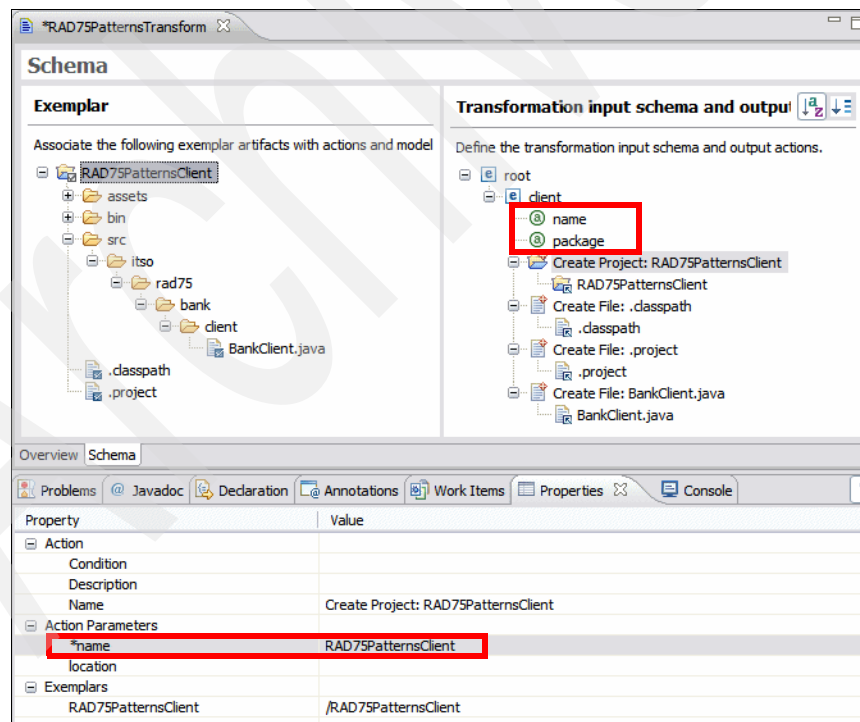 *RAD75PatternsTransform
Schema
Exemplar
Associate the following exemplar artifacts with actions and model
RAD75PatternsClient
assets
bin
src
itso
rad75
bank
client
BankClient.java
.classpath
.project
Transformation input schema and output
Define the transformation input schema and output actions.
root
client
name
package
Create Project: RAD75PatternsClient
RAD75PatternsClient
Create File: .classpath
.classpath
Create File: .project
.project
Create File: BankClient.java
BankClient.java
Overview Schema
Problems Javadoc Declaration Annotations Work Items Properties Console
Property Value
Action
Condition
Description
Name Create Project: RAD75PatternsClient
Action Parameters
*name RAD75PatternsClient
location
Exemplars
RAD75PatternsClient /RAD75PatternsClient